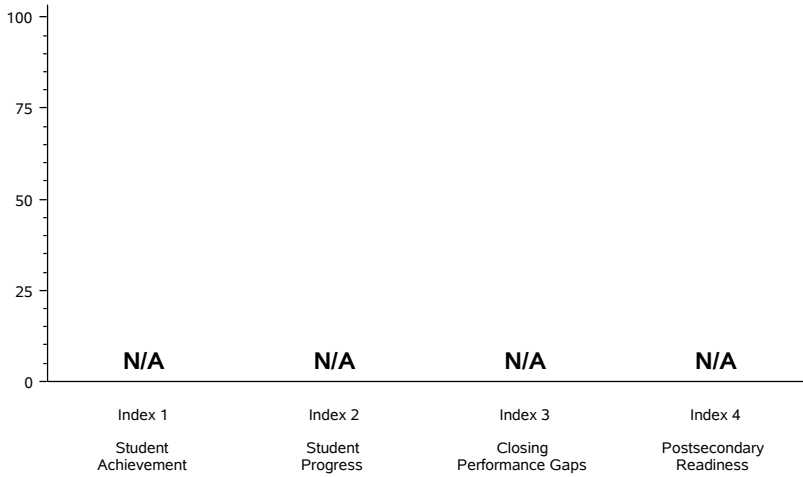 100
75
50
25
0
N/A N/A N/A N/A
Index 1 Index 2 Index 3 Index 4
Student Student Closing Postsecondary
Achievement Progress Performance Gaps Readiness